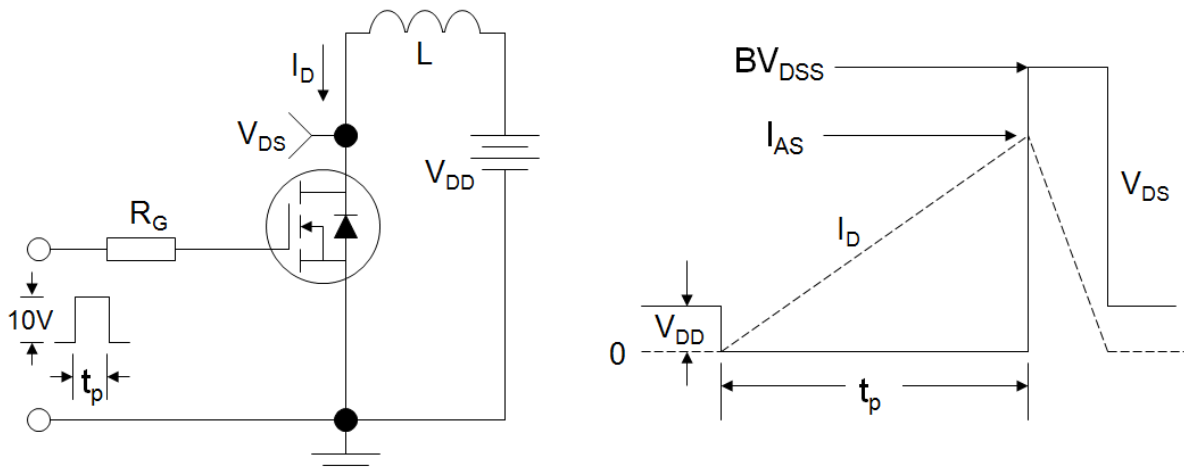 L
I_D
V_DS
V_DD
R_G
10V
t_p
BV_DSS
I_AS
V_DS
I_D
V_DD
0
t_p